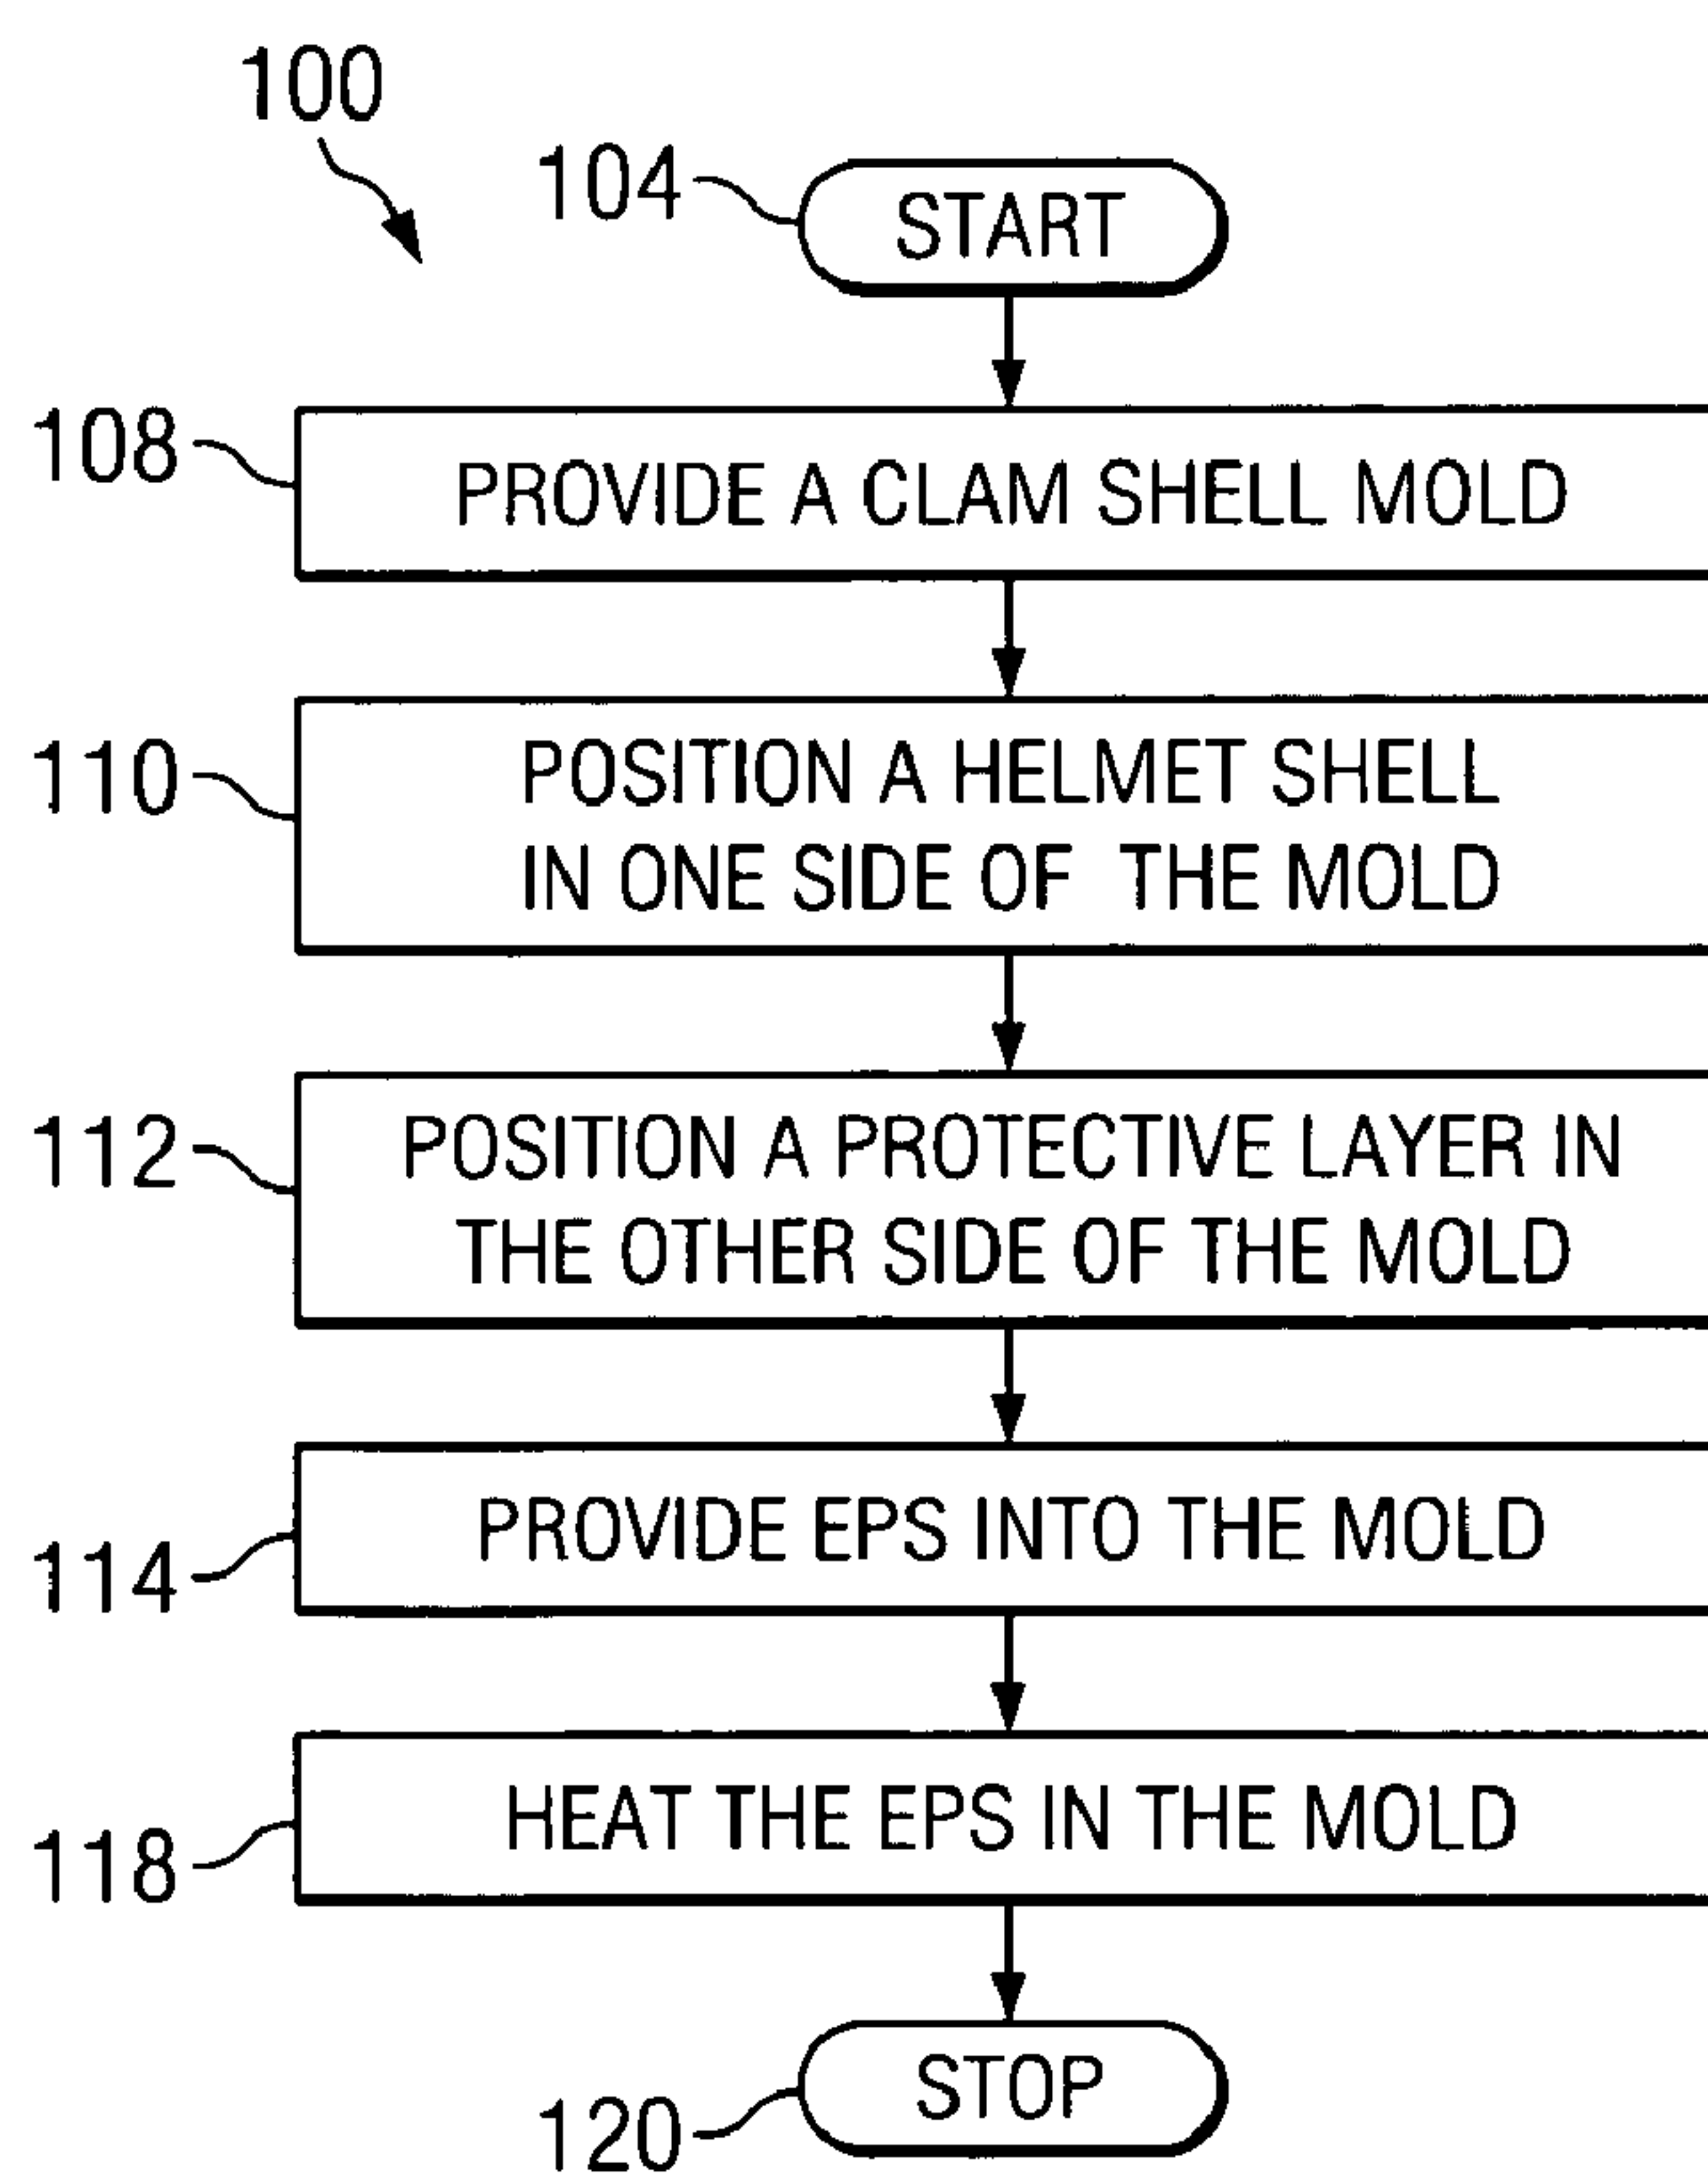 100
104
START
108
PROVIDE A CLAM SHELL MOLD
110
POSITION A HELMET SHELL
IN ONE SIDE OF THE MOLD
112
POSITION A PROTECTIVE LAYER IN
THE OTHER SIDE OF THE MOLD
114
PROVIDE EPS INTO THE MOLD
118
HEAT THE EPS IN THE MOLD
120
STOP